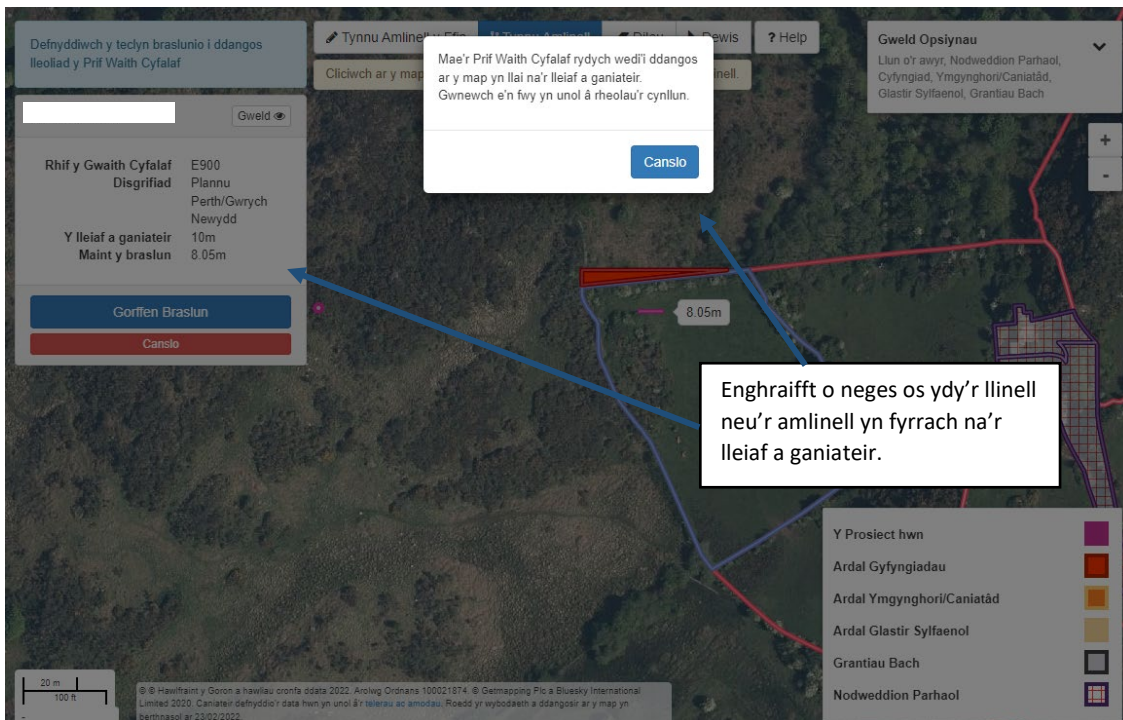 Defnyddiwch y teclyn braslunio i ddangos
lleoliad y Prif Waith Cyfalaf
Gweld
Rhif y Gwaith Cyfalaf E900
Disgrifiad Plannu
Perth/Gwrych
Newydd
Y lleiaf a ganiateir 10m
Maint y braslun 8.05m
Gorffen Braslun
Canslo
Tynnu Amlinell
Tynnu Amlinell
Dileu
Dewis
? Help
Cliciwch ar y map
inell.
Mae'r Prif Waith Cyfalaf rydych wedi'i ddangos
ar y map yn llai na'r lleiaf a ganiateir.
Gwnewch e'n fwy yn unol â rheolau'r cynllun.
Canslo
Gweld Opsiynau
Llun o'r awyr, Nodweddion Parhaol,
Cyfyngiad, Ymgynghori/Caniatâd,
Glastir Sylfaenol, Grantiau Bach
+
-
8.05m
Enghraifft o neges os ydy'r llinell
neu'r amlinell yn fyrrach na'r
lleiaf a ganiateir.
Y Prosiect hwn
Ardal Gyfyngiadau
Ardal Ymgynghori/Caniatâd
Ardal Glastir Sylfaenol
Grantiau Bach
Nodweddion Parhaol
20 m
100 ft
© ® Hawlfraint y Goron a hawliau cronfa ddata 2022. Arolwg Ordnans 100021874. © Getmapping Plc a Bluesky International
Limited 2020. Caniateir defnyddio'r data hwn yn unol â'r telerau ac amodau. Roedd yr wybodaeth a ddangosir ar y map yn
berthnasol ar 23/02/2022.